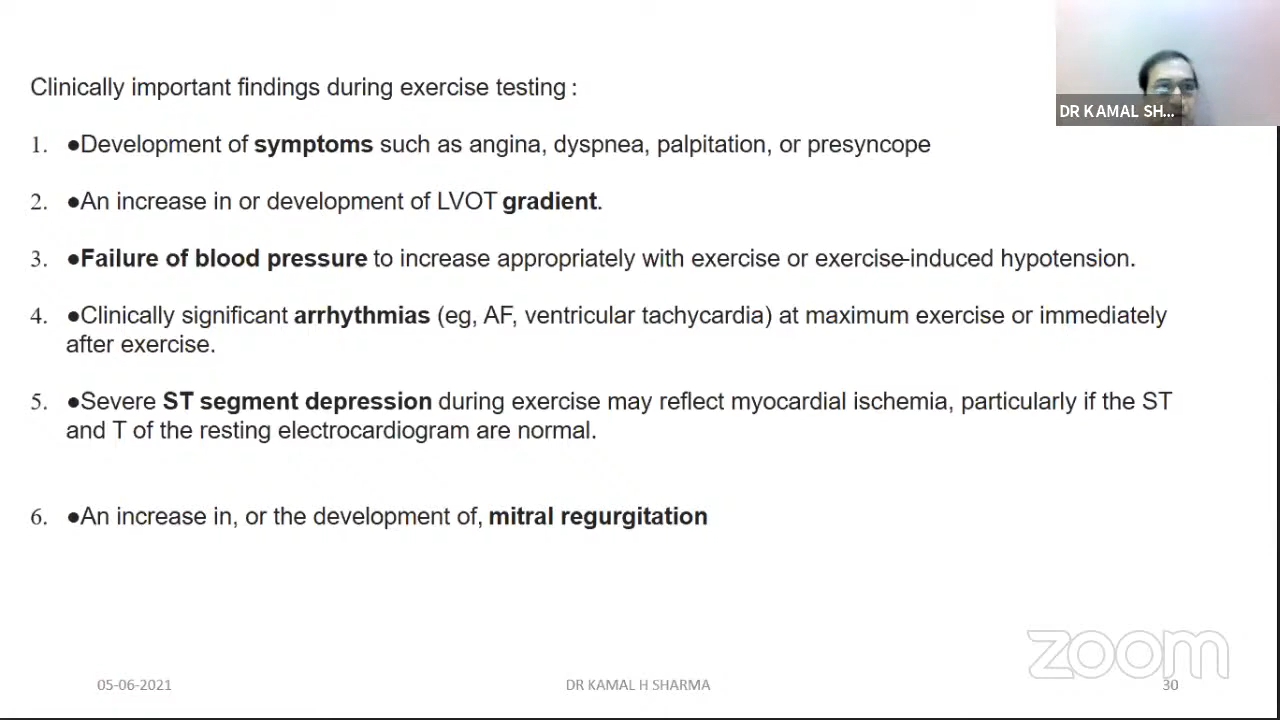 Clinically important findings during exercise testing :
DR KAMAL SH...
1. ●Development of symptoms such as angina, dyspnea, palpitation, or presyncope
2. ●An increase in or development of LVOT gradient.
3. ●Failure of blood pressure to increase appropriately with exercise or exercise-induced hypotension.
4. ●Clinically significant arrhythmias (eg, AF, ventricular tachycardia) at maximum exercise or immediately
after exercise.
5. ●Severe ST segment depression during exercise may reflect myocardial ischemia, particularly if the ST
and T of the resting electrocardiogram are normal.
6. ●An increase in, or the development of, mitral regurgitation
zoom
05-06-2021 DR KAMAL H SHARMA 30